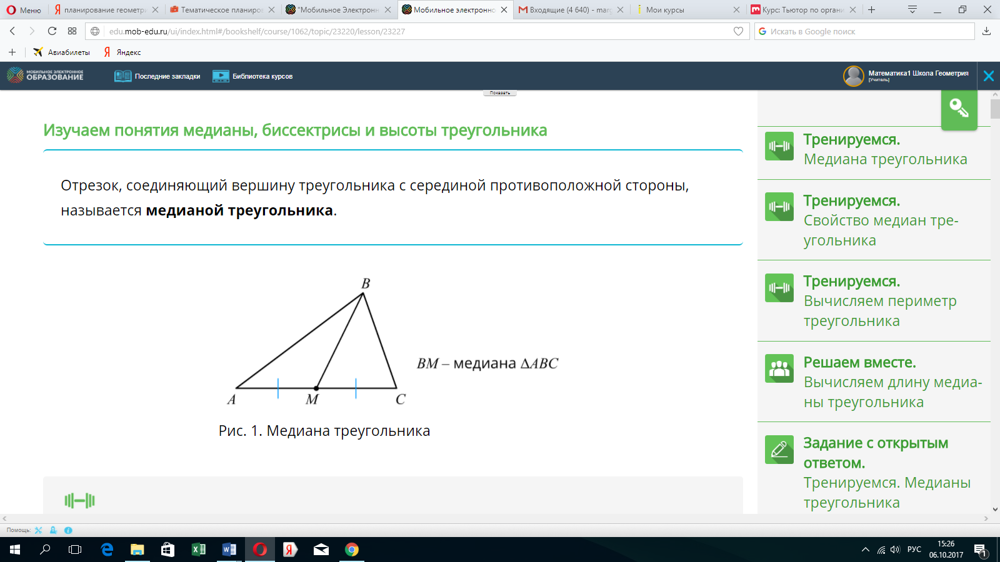 Меню
планирование геометри
Тематическое планиров
"Мобильное Электронн
Мобильное электронно
Входящие (4 640) - marg
Мои курсы
Курс: Тьютор по органи
edu.mob-edu.ru/ui/index.html#/bookshelf/course/1062/topic/23220/lesson/23227
Искать в Google поиск
Авиабилеты
Яндекс
МОБИЛЬНОЕ ЭЛЕКТРОННОЕ
ОБРАЗОВАНИЕ
Последние закладки
Библиотека курсов
Математика1 Школа Геометрия
[Учитель]
Показать
Изучаем понятия медианы, биссектрисы и высоты треугольника
Отрезок, соединяющий вершину треугольника с серединой противоположной стороны,
называется медианой треугольника.
B
A
M
C
BM – медиана ΔABC
Рис. 1. Медиана треугольника
Тренируемся.
Медиана треугольника
Тренируемся.
Свойство медиан тре-
угольника
Тренируемся.
Вычисляем периметр
треугольника
Решаем вместе.
Вычисляем длину медиа-
ны треугольника
Задание с открытым
ответом.
Тренируемся. Медианы
треугольника
Помощь:
РУС
15:26
06.10.2017
1